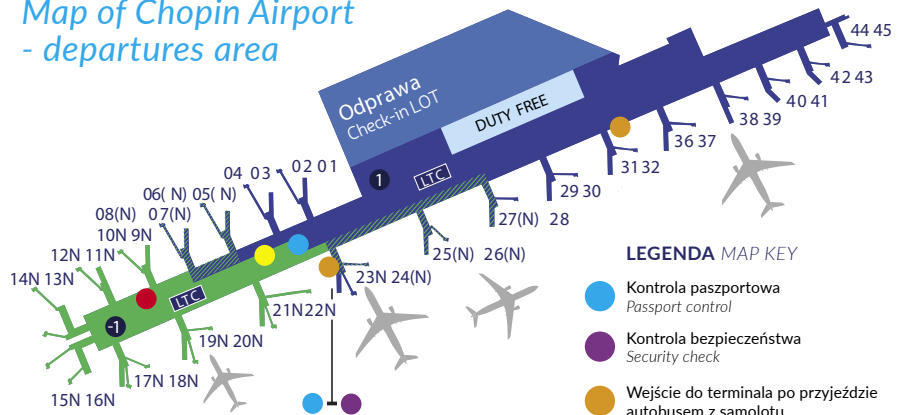 Map of Chopin Airport
- departures area
Odprawa
Check-in LOT
DUTY FREE
44 45
42 43
40 41
38 39
36 37
31 32
29 30
28
27(N)
26(N)
25(N)
23N 24(N)
21N22N
19N 20N
17N 18N
15N 16N
14N 13N
12N 11N
10N 9N
08(N) 07(N)
06( N) 05( N)
04 03
02 01
1
LTC
LTC
-1
LEGENDA MAP KEY
Kontrola paszportowa
Passport control
Kontrola bezpieczeństwa
Security check
Wejście do terminala po przyjeździe
autobusem z samolotu